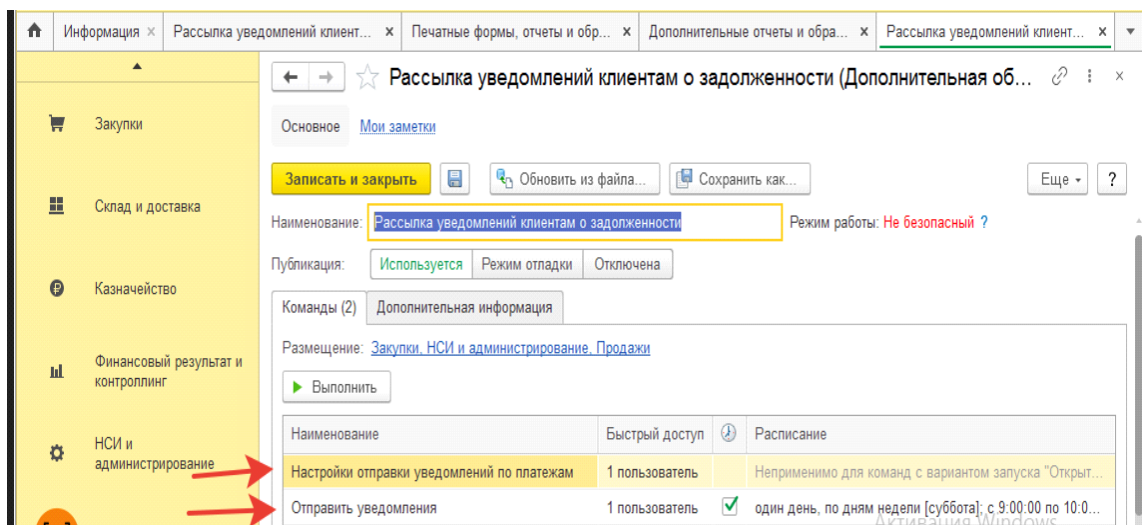 Информация × Рассылка уведомлений клиент... × Печатные формы, отчеты и обр... × Дополнительные отчеты и обра... × Рассылка уведомлений клиент... ×
Рассылка уведомлений клиентам о задолженности (Дополнительная об...
Закупки
Основное Мои заметки
Записать и закрыть Обновить из файла... Сохранить как... Еще ?
Склад и доставка
Наименование: Рассылка уведомлений клиентам о задолженности Режим работы: Не безопасный ?
Публикация: Используется Режим отладки Отключена
Казначейство
Команды (2) Дополнительная информация
Размещение: Закупки, НСИ и администрирование, Продажи
Финансовый результат и
контроллинг
Выполнить
Наименование Быстрый доступ Расписание
НСИ и
администрирование
Настройки отправки уведомлений по платежам 1 пользователь Неприменимо для команд с вариантом запуска "Открыт...
Отправить уведомления 1 пользователь один день, по дням недели [суббота]; с 9:00:00 по 10:0...
Активация Windows